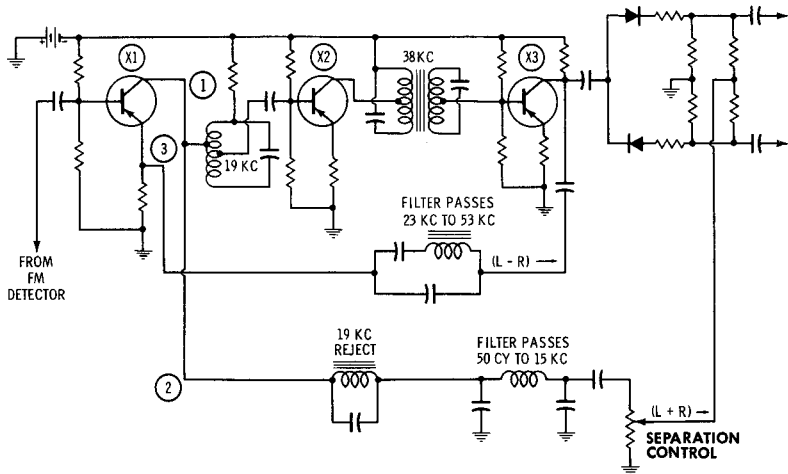 X1
1
X2
38KC
X3
3
19 KC
FROM
FM
DETECTOR
FILTER PASSES
23 KC TO 53 KC
(L - R)
19 KC
REJECT
FILTER PASSES
50 CY TO 15 KC
2
(L + R)
SEPARATION
CONTROL